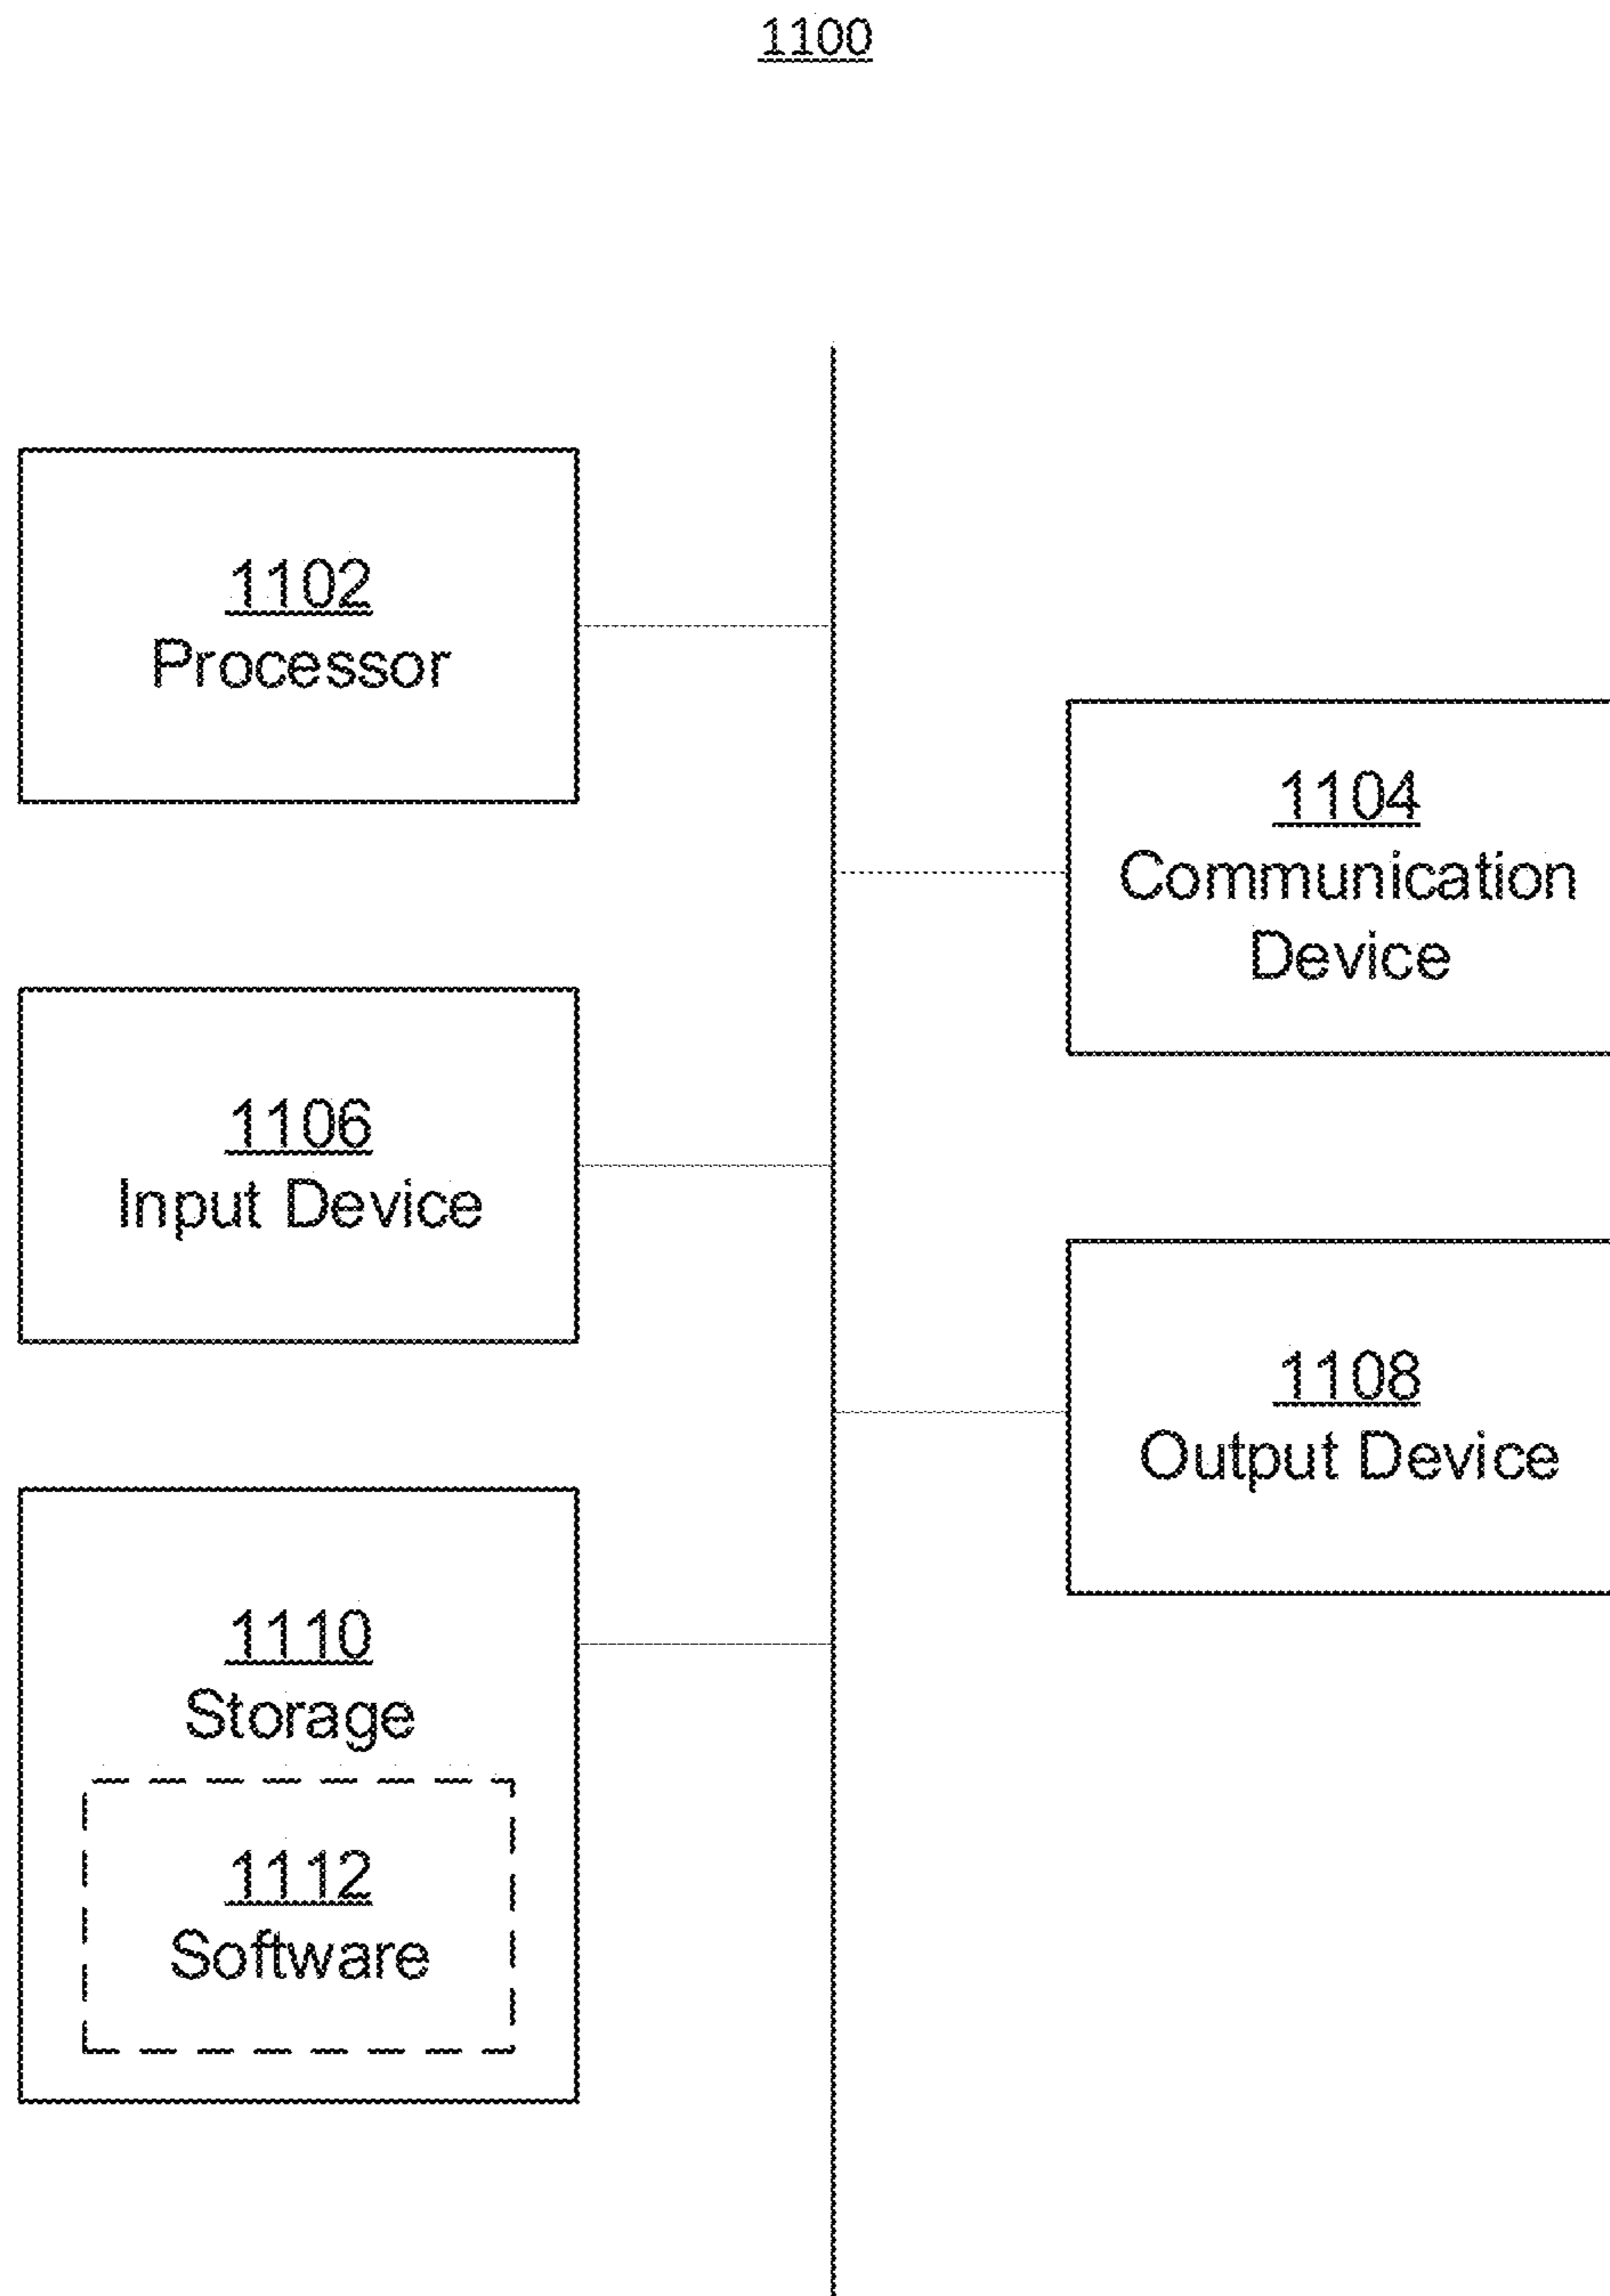 1100
1102
Processor
1104
Communication
Device
1106
Input Device
1108
Output Device
1110
Storage
1112
Software